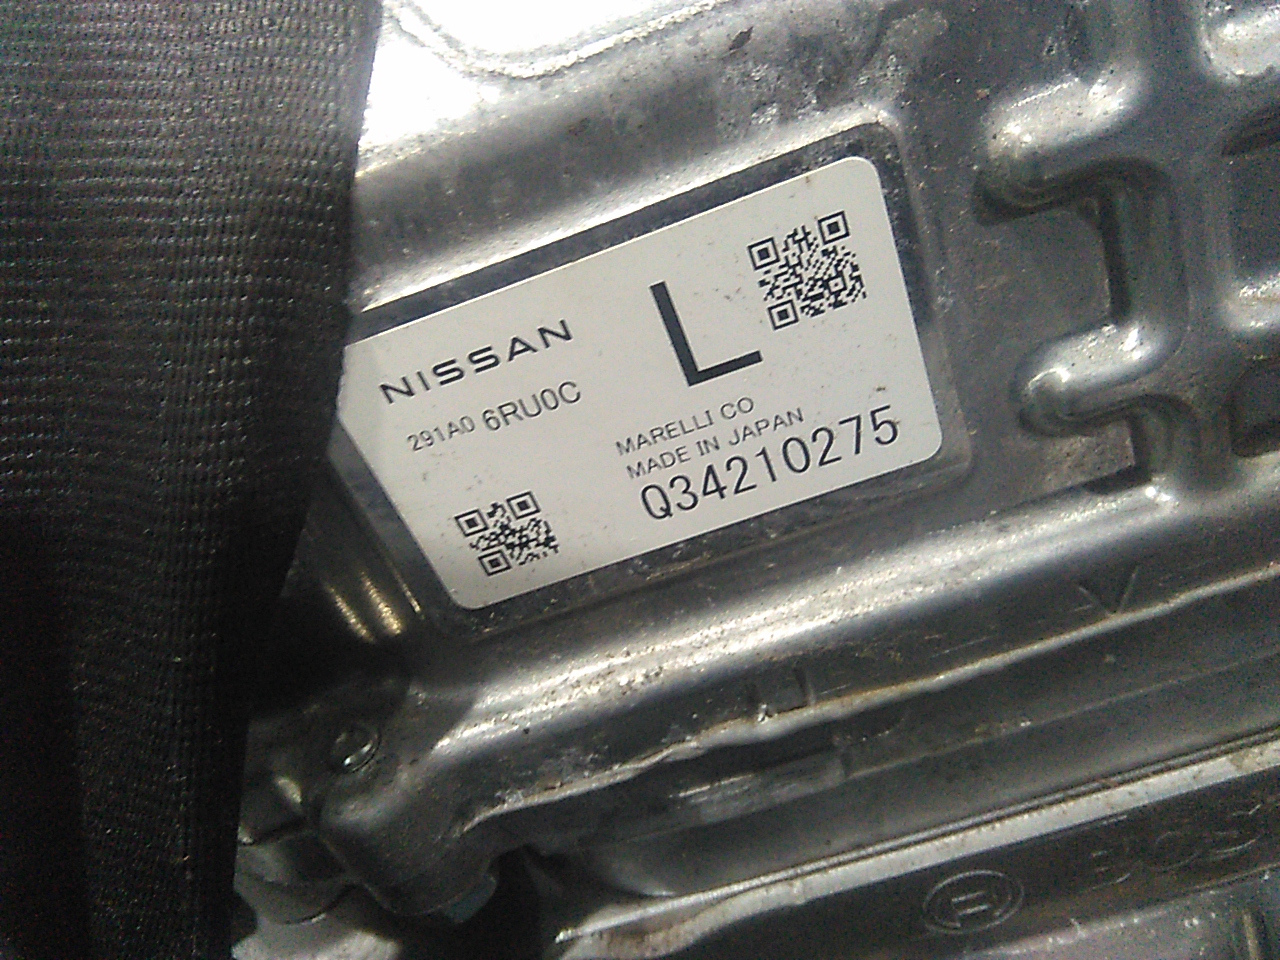 NISSAN
291A0 6RU0C
L
MARELLI CO
MADE IN JAPAN
Q34210275